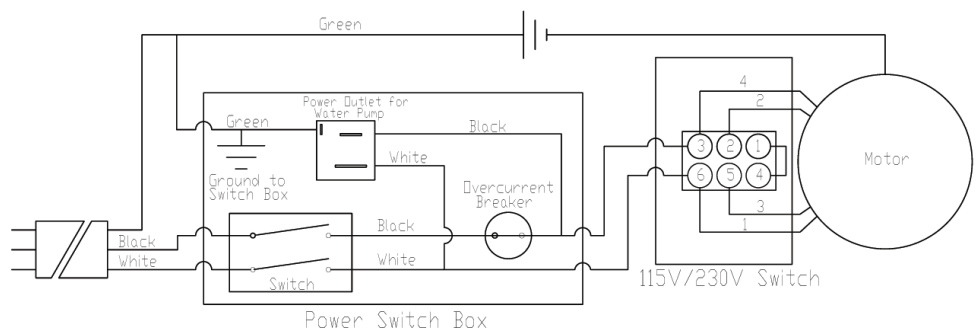 Green
4
Power Outlet for
Water Pump
2
Green
Black
3 2 1
White
Motor
6 5 4
Ground to
Switch Box
Overcurrent
Breaker
3
Black
1
Black
White
White
Switch
115V/230V Switch
Power Switch Box